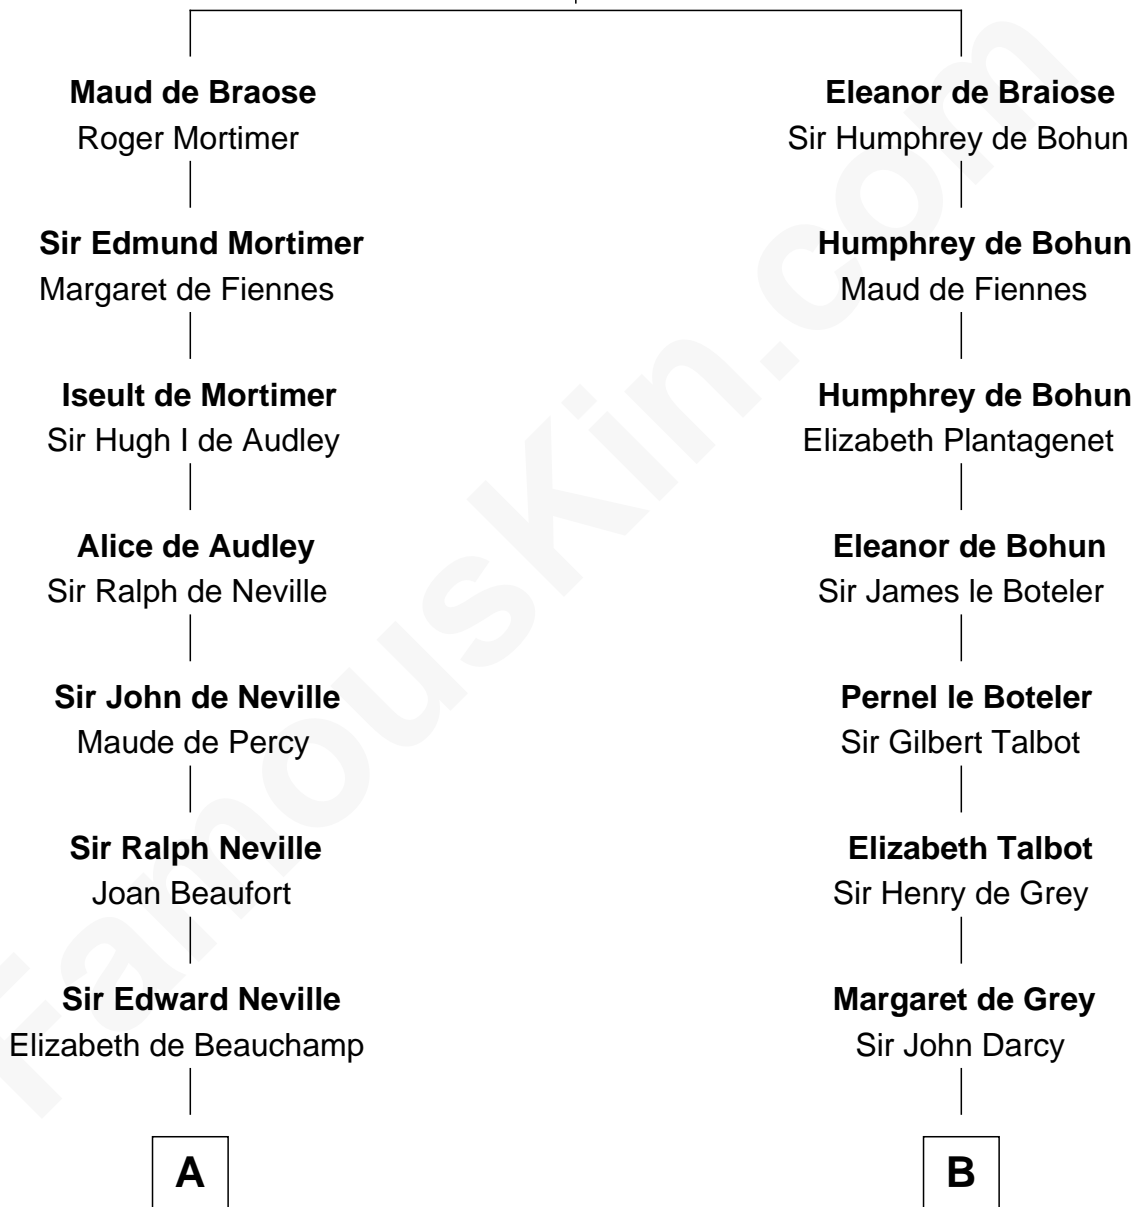 Maud de Braose
Roger Mortimer
Eleanor de Braiose
Sir Humphrey de Bohun
Sir Edmund Mortimer
Margaret de Fiennes
Humphrey de Bohun
Maud de Fiennes
Iseult de Mortimer
Sir Hugh I de Audley
Humphrey de Bohun
Elizabeth Plantagenet
Alice de Audley
Sir Ralph de Neville
Eleanor de Bohun
Sir James le Boteler
Sir John de Neville
Maude de Percy
Pernel le Boteler
Sir Gilbert Talbot
Sir Ralph Neville
Joan Beaufort
Elizabeth Talbot
Sir Henry de Grey
Sir Edward Neville
Elizabeth de Beauchamp
Margaret de Grey
Sir John Darcy
A
B
FamousKin.com